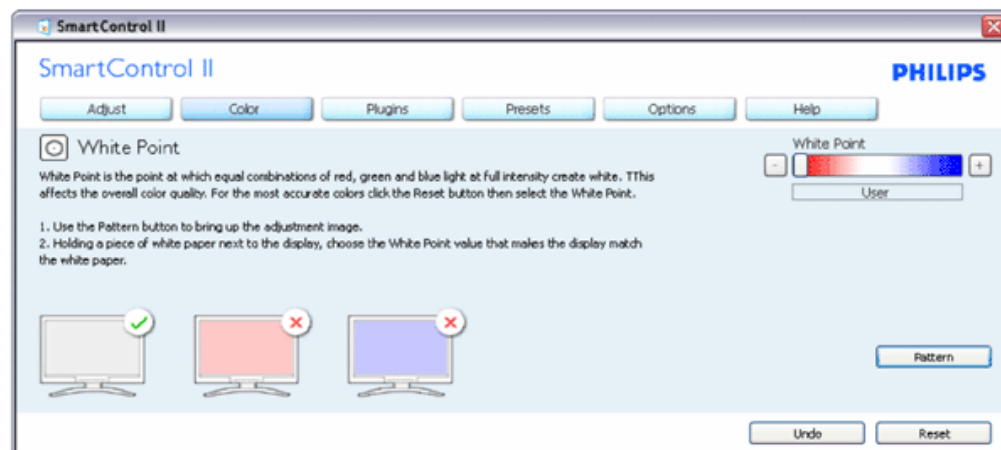 SmartControl II
SmartControl II
PHILIPS
Adjust Color Plugins Presets Options Help
White Point
White Point is the point at which equal combinations of red, green and blue light at full intensity create white. TThis
affects the overall color quality. For the most accurate colors click the Reset button then select the White Point.
1. Use the Pattern button to bring up the adjustment image.
2. Holding a piece of white paper next to the display, choose the White Point value that makes the display match
the white paper.
White Point
- +
User
Pattern
Undo Reset